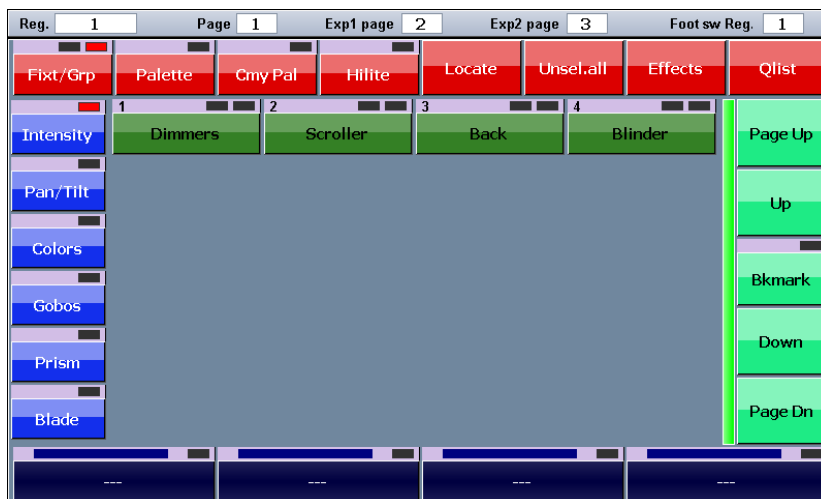 Reg. 1 Page 1 Exp1 page 2 Exp2 page 3 Foot sw Reg. 1
Fixt/Grp Palette Cmy Pal Hilite Locate Unsel.all Effects Qlist
1 2 3 4
Intensity Dimmers Scroller Back Blinder Page Up
Pan/Tilt Up
Colors
Gobos Bkmark
Prism Down
Blade Page Dn
--- --- --- ---